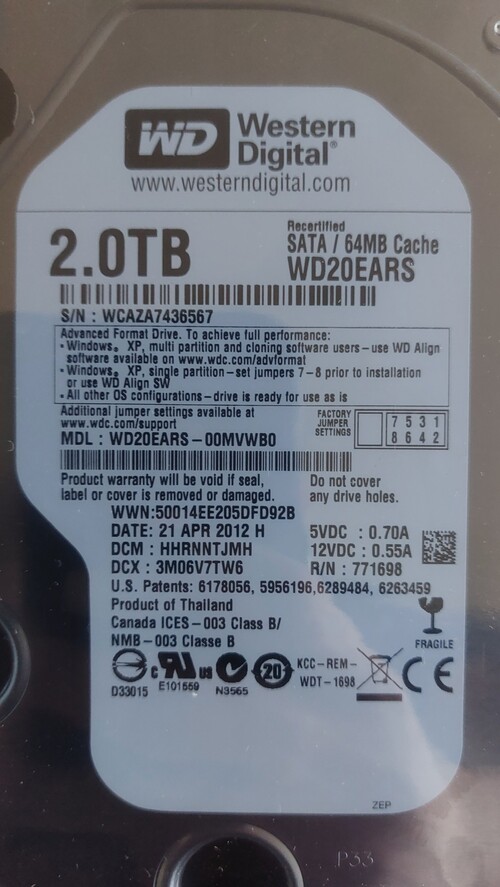 WD Western Digital®
www.westerndigital.com
2.0TB
Recertified
SATA / 64MB Cache
WD20EARS
S/N : WCAZA7436567
Advanced Format Drive. To achieve full performance:
• Windows® XP, multi partition and cloning software users – use WD Align
software available on www.wdc.com/advformat
• Windows® XP, single partition – set jumpers 7 – 8 prior to installation
or use WD Align SW
• All other OS configurations – drive is ready for use as is
Additional jumper settings available at
www.wdc.com/support
FACTORY
JUMPER
SETTINGS
7 5 3 1
8 6 4 2
MDL : WD20EARS – 00MVWB0
Product warranty will be void if seal,
label or cover is removed or damaged.
Do not cover
any drive holes.
WWN:50014EE205DFD92B
DATE: 21 APR 2012 H
DCM : HHRNNTJMH
DCX : 3M06V7TW6
5VDC : 0.70A
12VDC : 0.55A
R/N : 771698
U.S. Patents: 6178056, 5956196,6289484, 6263459
Product of Thailand
Canada ICES – 003 Class B/
NMB – 003 Classe B
FRAGILE
D33015
c RU us
E101559
N3565
20
KCC – REM –
WDT – 1698
CE
ZEP
P33